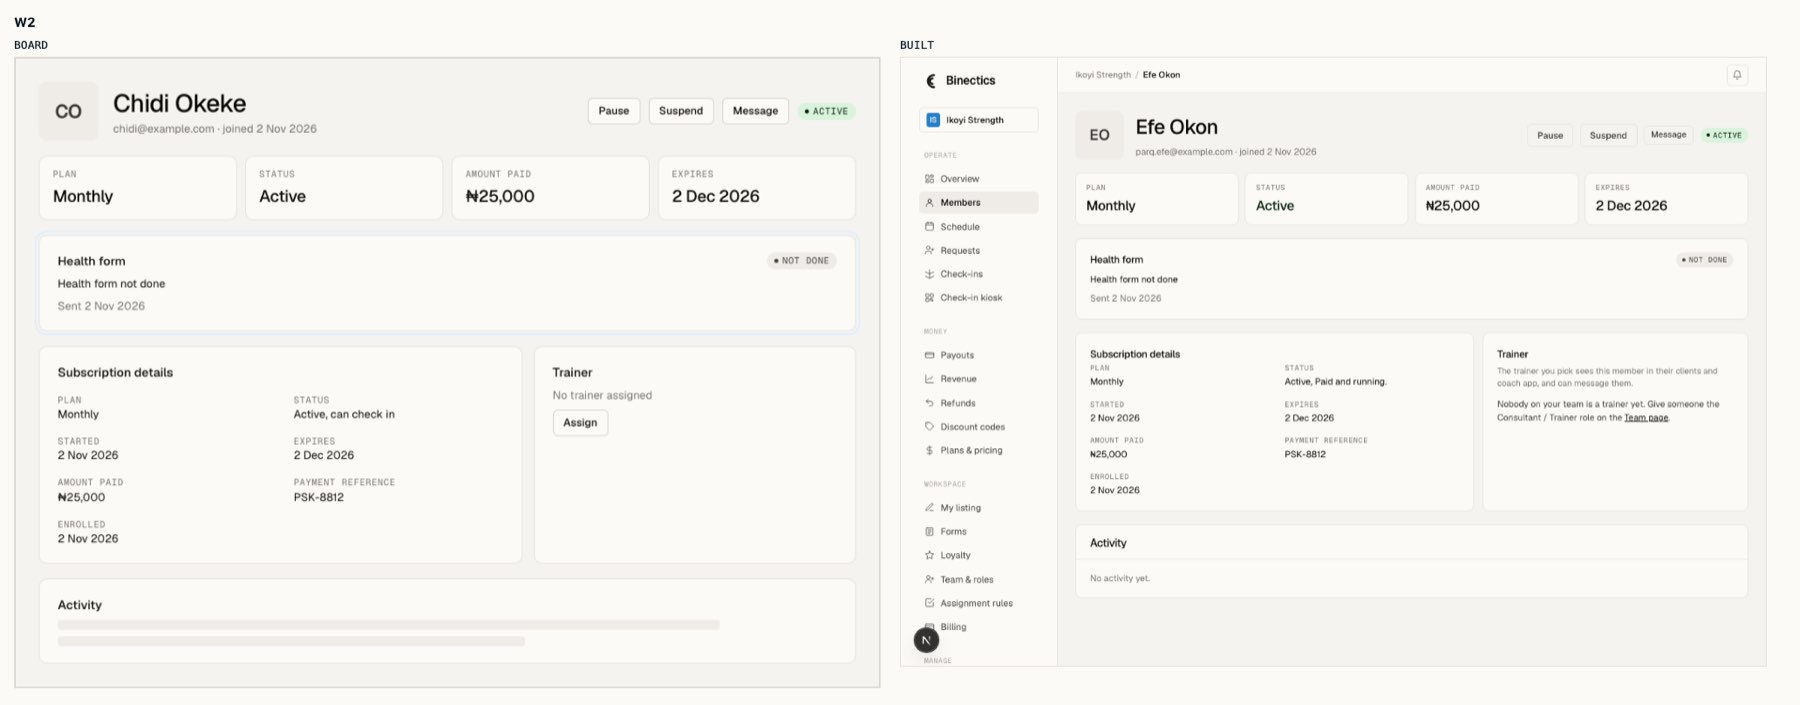 W2
BOARD
CO
Chidi Okeke
chidi@example.com · joined 2 Nov 2026
Pause
Suspend
Message
• ACTIVE
PLAN
Monthly
STATUS
Active
AMOUNT PAID
₦25,000
EXPIRES
2 Dec 2026
Health form
• NOT DONE
Health form not done
Sent 2 Nov 2026
Subscription details
PLAN
Monthly
STATUS
Active, can check in
STARTED
2 Nov 2026
EXPIRES
2 Dec 2026
AMOUNT PAID
₦25,000
PAYMENT REFERENCE
PSK-8812
ENROLLED
2 Nov 2026
Trainer
No trainer assigned
Assign
Activity
BUILT
Binectics
IS
Ikoyi Strength
OPERATE
Overview
Members
Schedule
Requests
Check-ins
Check-in kiosk
MONEY
Payouts
Revenue
Refunds
Discount codes
Plans & pricing
WORKSPACE
My listing
Forms
Loyalty
Team & roles
Assignment rules
Billing
N
MANAGE
Ikoyi Strength / Efe Okon
EO
Efe Okon
parq.efe@example.com · joined 2 Nov 2026
Pause
Suspend
Message
• ACTIVE
PLAN
Monthly
STATUS
Active
AMOUNT PAID
₦25,000
EXPIRES
2 Dec 2026
Health form
• NOT DONE
Health form not done
Sent 2 Nov 2026
Subscription details
PLAN
Monthly
STATUS
Active, Paid and running.
STARTED
2 Nov 2026
EXPIRES
2 Dec 2026
AMOUNT PAID
₦25,000
PAYMENT REFERENCE
PSK-8812
ENROLLED
2 Nov 2026
Trainer
The trainer you pick sees this member in their clients and
coach app, and can message them.
Nobody on your team is a trainer yet. Give someone the
Consultant / Trainer role on the Team page.
Activity
No activity yet.